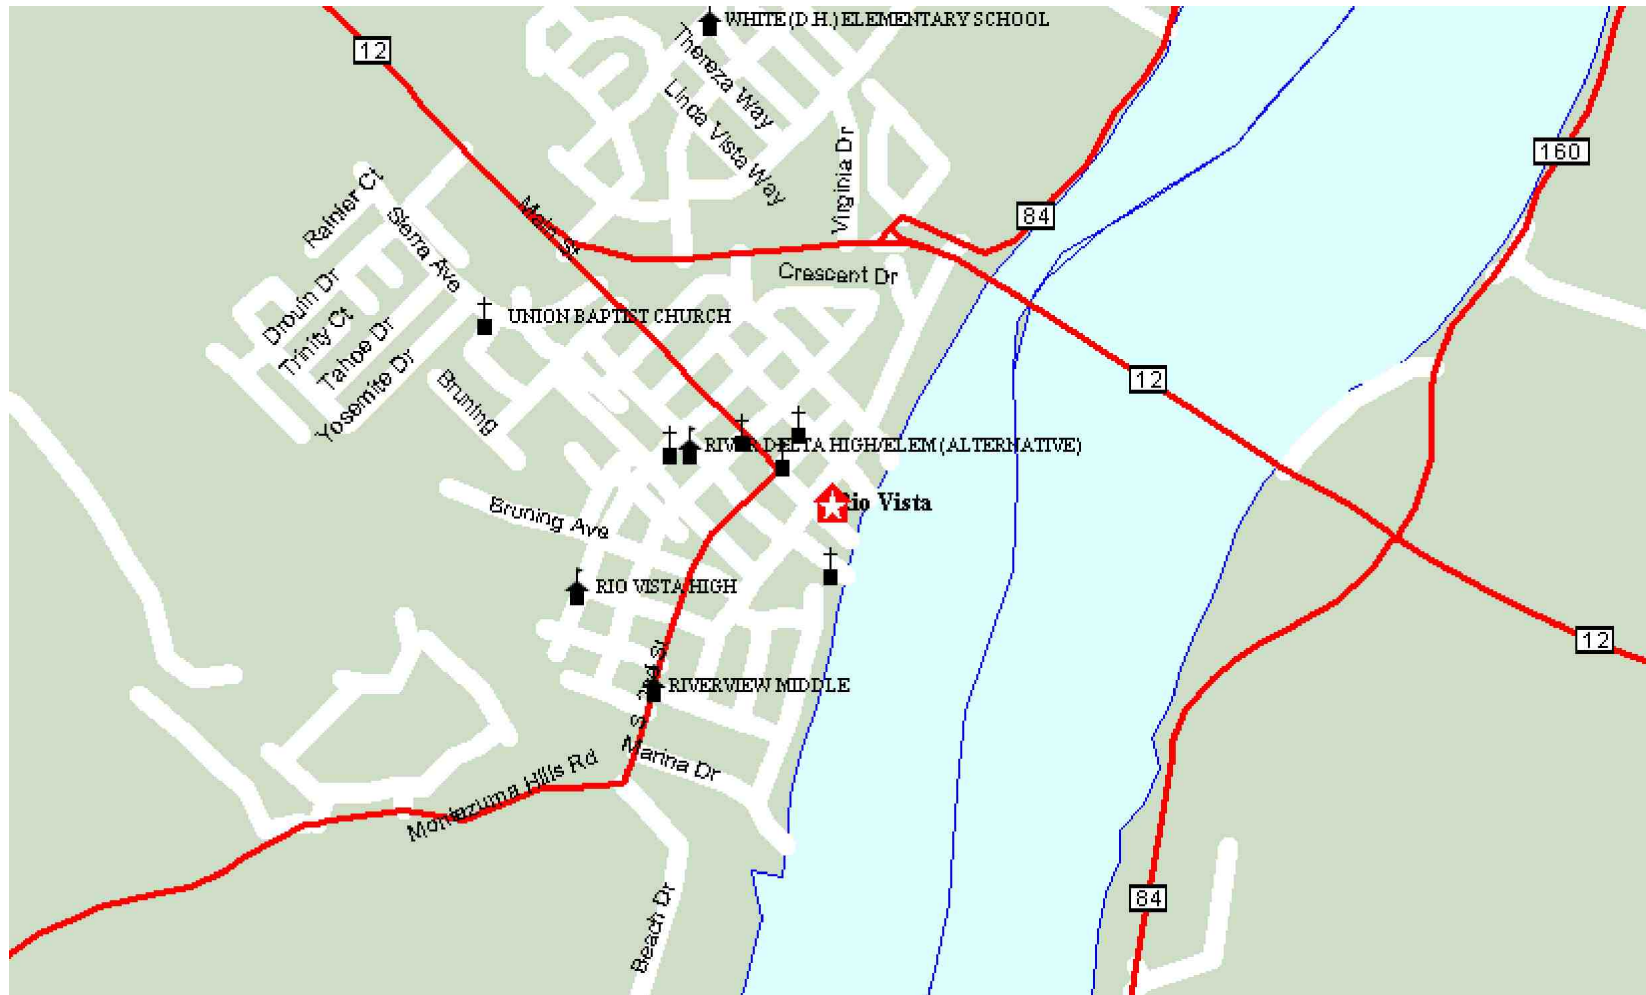 WHITE (D.H.) ELEMENTARY SCHOOL
12
Thereza Way
Linda Vista Way
Virginia Dr
160
84
Rainier Ct
Sierra Ave
Main St
Crescent Dr
Drouin Dr
Trinity Ct
Tahoe Dr
Yosemite Dr
UNION BAPTIST CHURCH
Bruning
12
RIVER DELTA HIGH/ELEM (ALTERNATIVE)
Rio Vista
Bruning Ave
RIO VISTA HIGH
12
RIVERVIEW MIDDLE
Marina Dr
Montezuma Hills Rd
84
Beach Dr